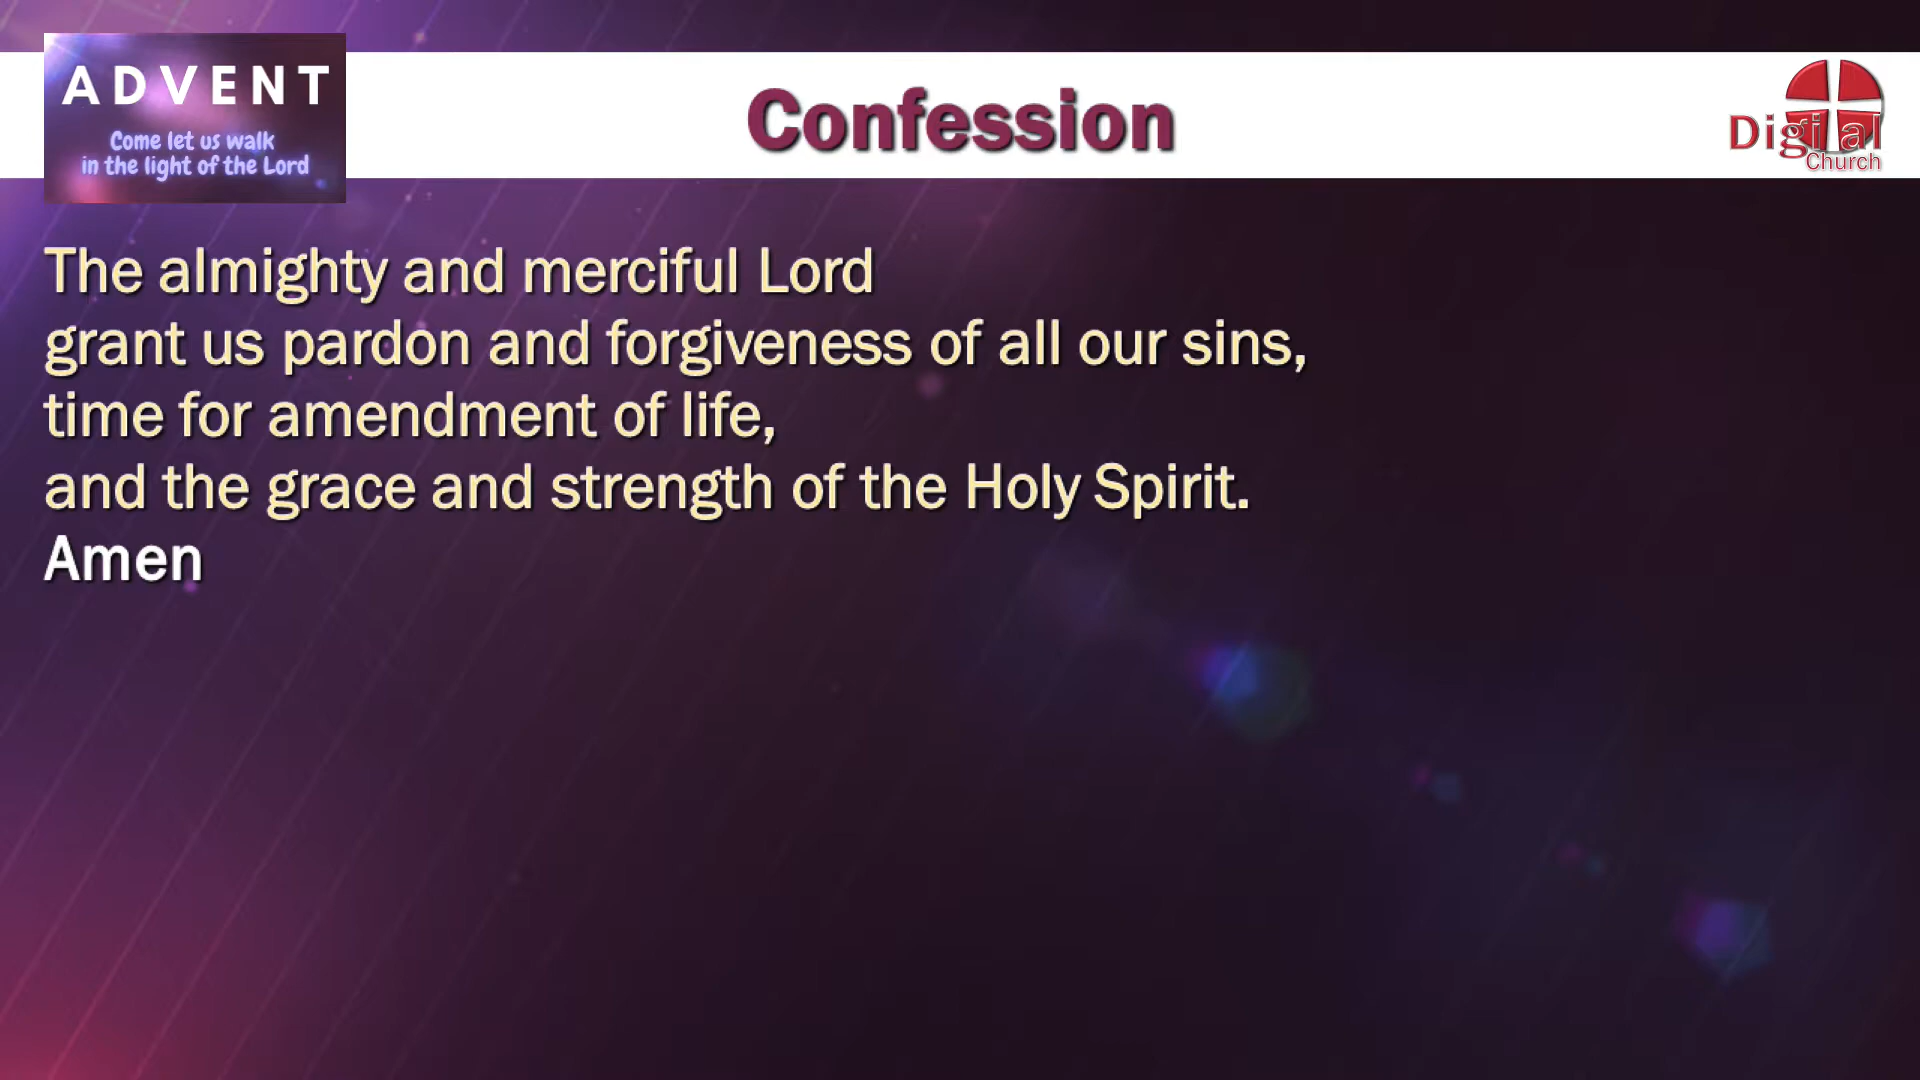 ADVENT
Come let us walk
in the light of the Lord
Confession
Digital
Church
The almighty and merciful Lord
grant us pardon and forgiveness of all our sins,
time for amendment of life,
and the grace and strength of the Holy Spirit.
Amen